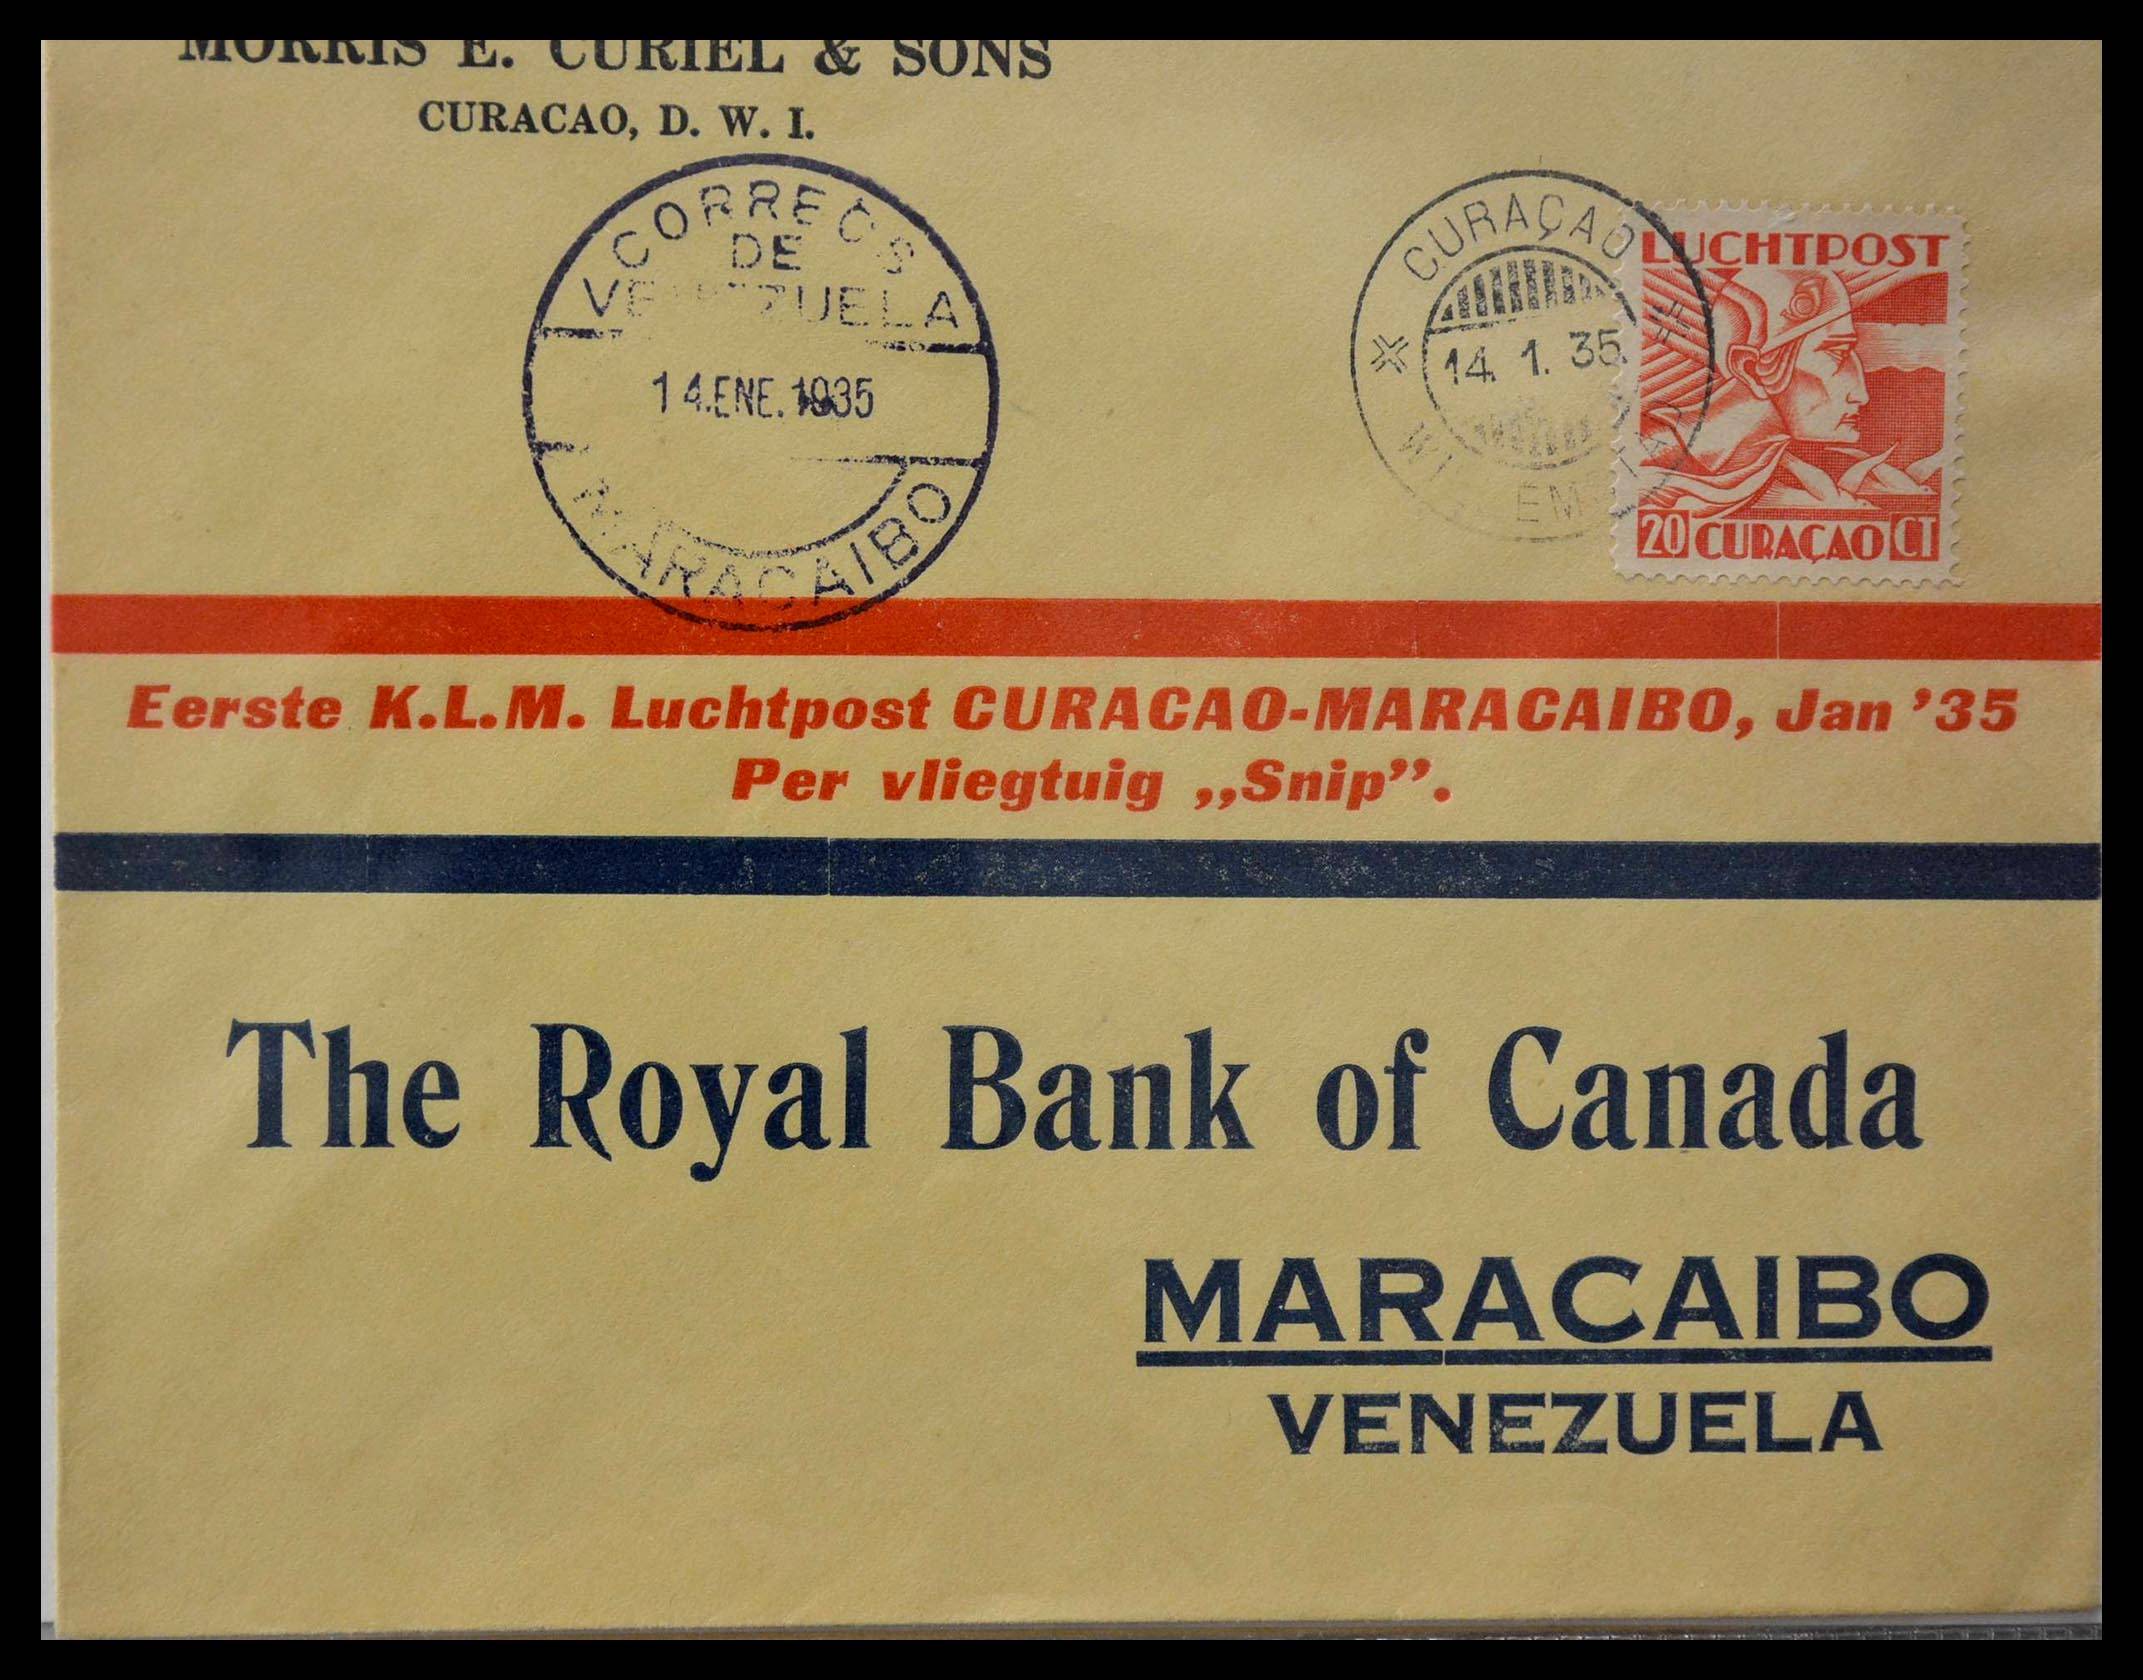 MORRIS E. CURIEL & SONS
CURACAO, D. W. I.
CORREOS
DE
VENEZUELA
14.ENE.1935
MARACAIBO
CURAÇAO
14. 1. 35
WILLEMSTAD
LUCHTPOST
20 CURAÇAO CT
Eerste K.L.M. Luchtpost CURACAO-MARACAIBO, Jan ’35
Per vliegtuig „Snip”.
The Royal Bank of Canada
MARACAIBO
VENEZUELA